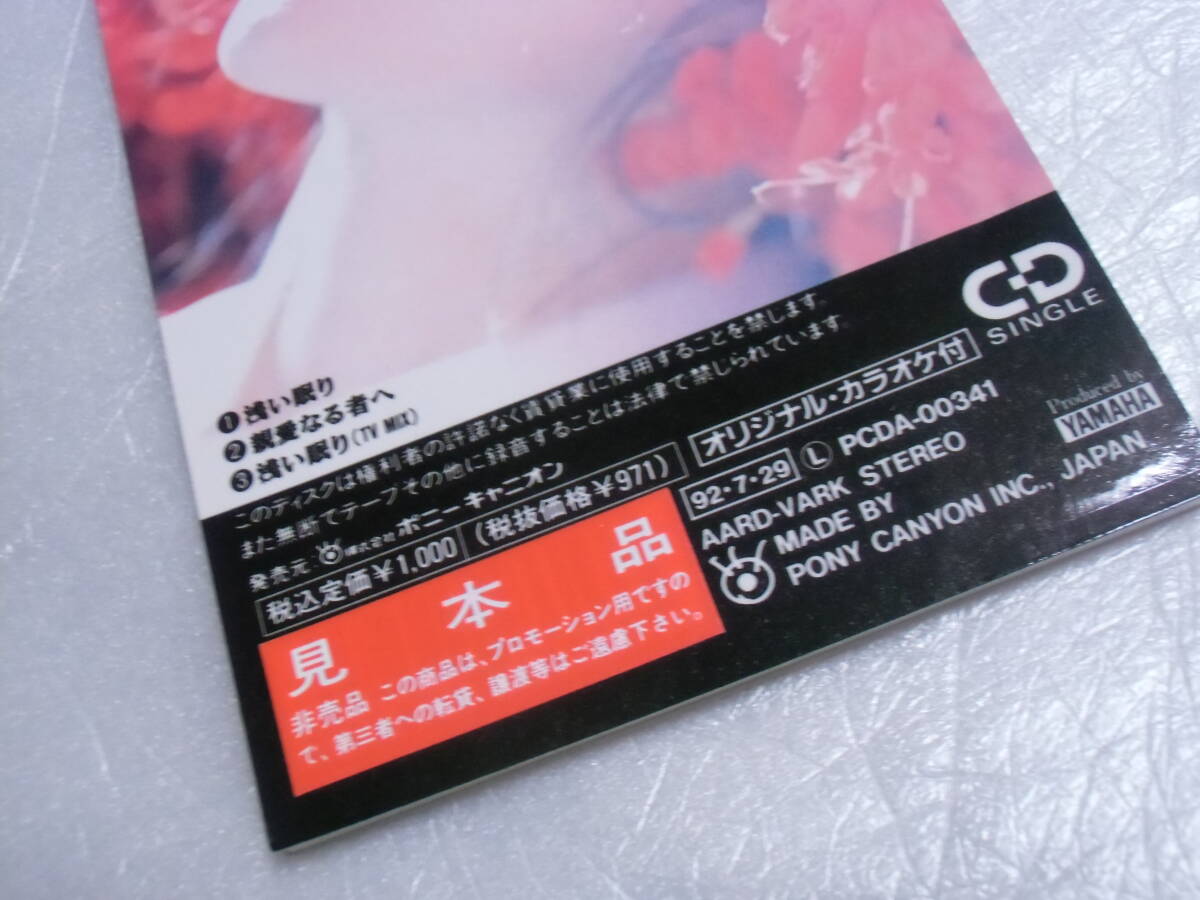 ❶浅い眠り
❷親愛なる者へ
❸浅い眠り(TV MIX)
このディスクは権利者の許諾なく賃貸業に使用することを禁じます。
また無断でテープその他に録音することは法律で禁じられています。
発売元 株式会社ポニーキャニオン
税込定価¥1,000 (税抜価格¥971)
オリジナル・カラオケ付
CD
SINGLE
92・7・29 Ⓛ PCDA-00341
AARD-VARK STEREO
MADE BY
PONY CANYON INC., JAPAN
Produced by
YAMAHA
見本品
非売品 この商品は、プロモーション用ですの
で、第三者への転貸、譲渡等はご遠慮下さい。